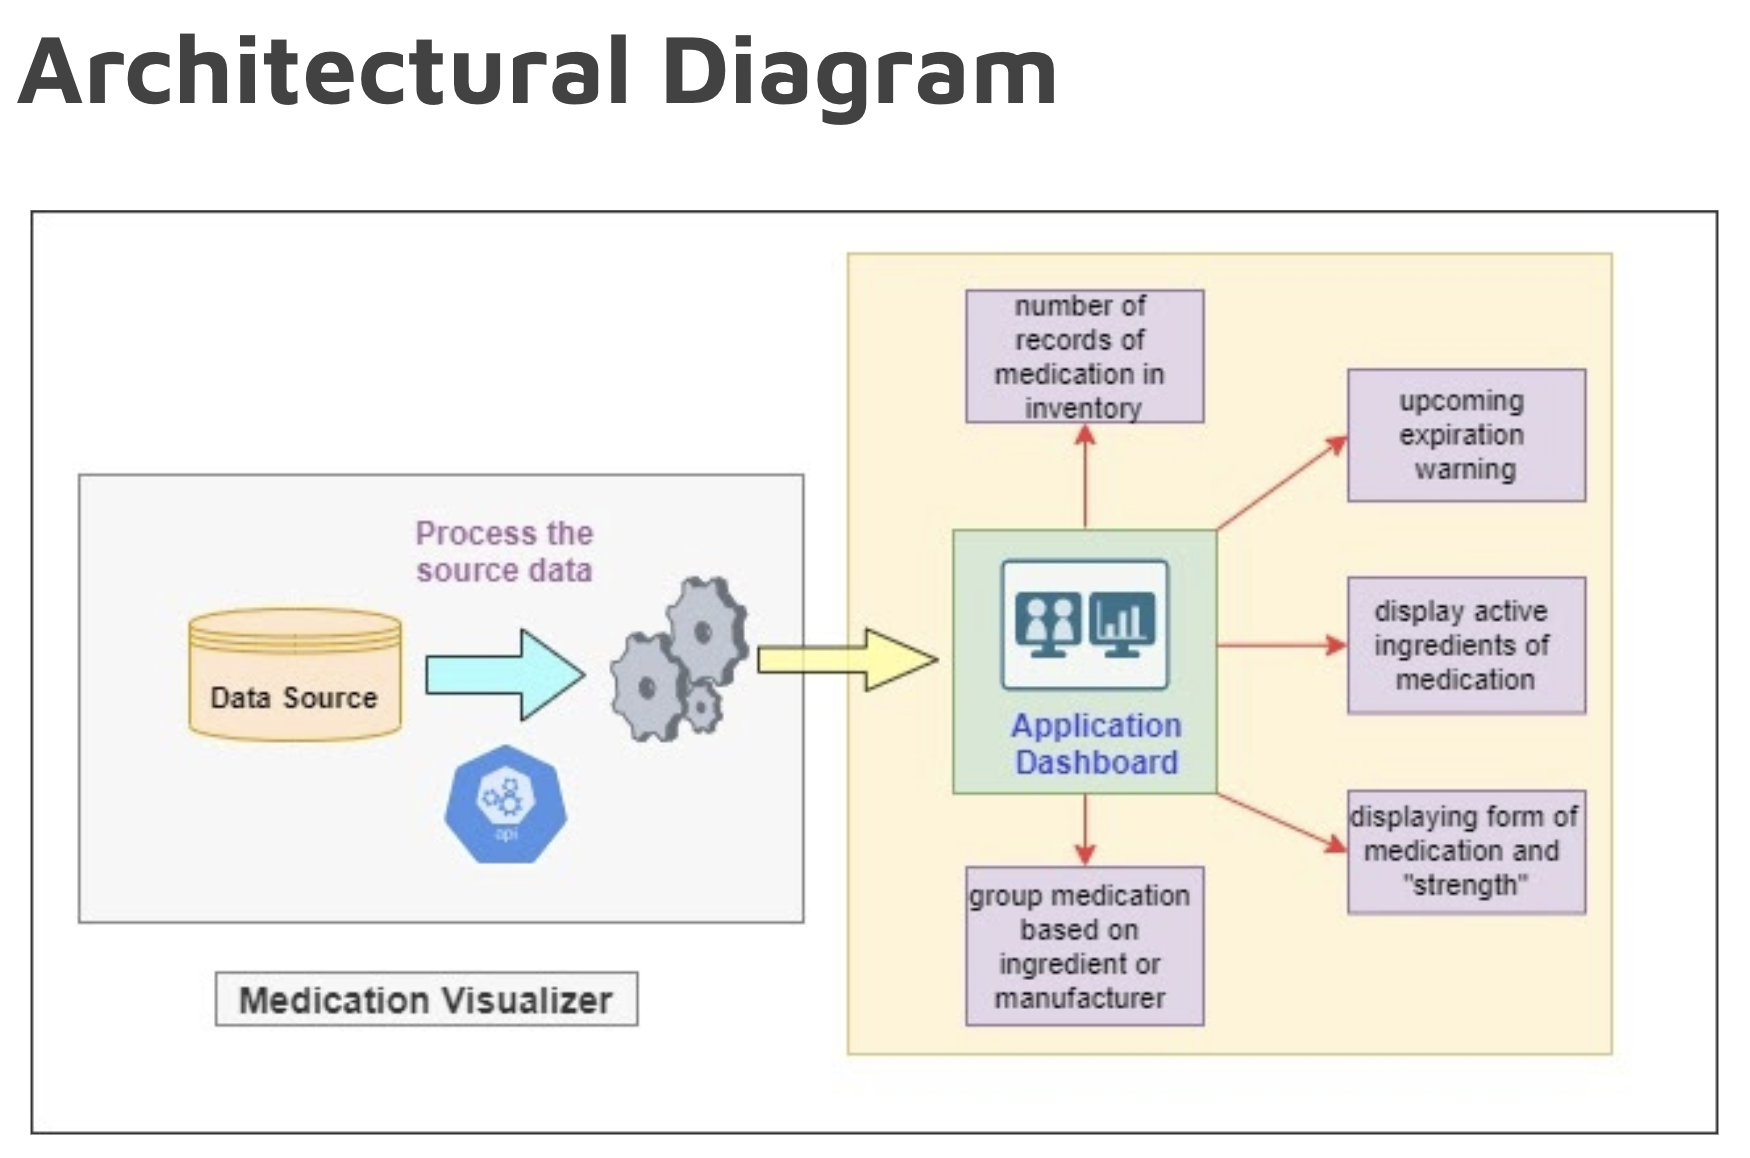 Architectural Diagram
number of
records of
medication in
inventory
upcoming
expiration
warning
Process the
source data
Data Source
api
display active
ingredients of
medication
Application
Dashboard
displaying form of
medication and
"strength"
group medication
based on
ingredient or
manufacturer
Medication Visualizer